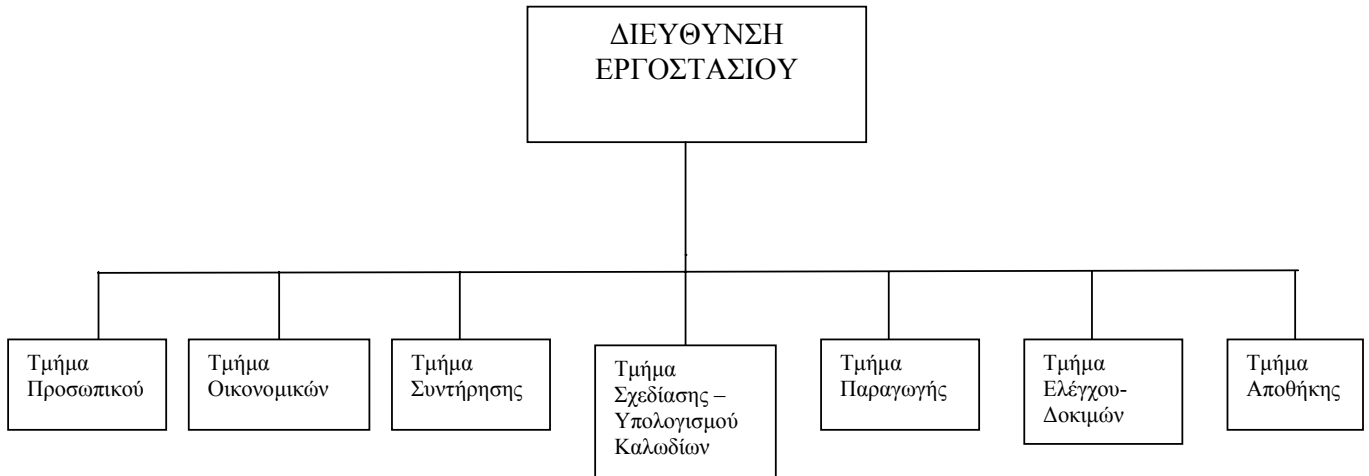 ΔΙΕΥΘΥΝΣΗ
ΕΡΓΟΣΤΑΣΙΟΥ
Τμήμα
Προσωπικού
Τμήμα
Οικονομικών
Τμήμα
Συντήρησης
Τμήμα
Σχεδίασης –
Υπολογισμού
Καλωδίων
Τμήμα
Παραγωγής
Τμήμα
Ελέγχου-
Δοκιμών
Τμήμα
Αποθήκης